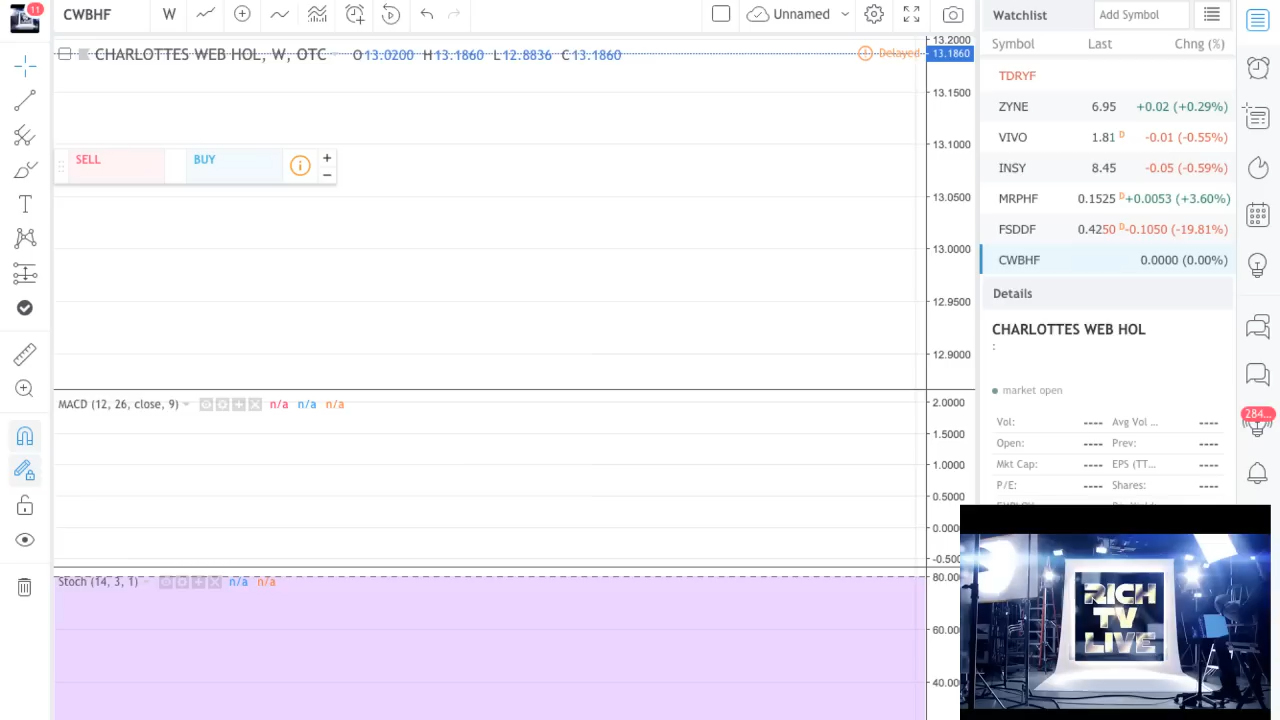 11
CWBHF
W
Unnamed
CHARLOTTES WEB HOL, W, OTC
O13.0200 H13.1860 L12.8836 C13.1860
Delayed
SELL
BUY
13.2000
13.1860
13.1500
13.1000
13.0500
13.0000
12.9500
12.9000
MACD (12, 26, close, 9) n/a n/a n/a
2.0000
1.5000
1.0000
0.5000
0.0000
-0.5000
Stoch (14, 3, 1) n/a n/a
80.0000
60.0000
40.0000
Watchlist
Add Symbol
Symbol Last Chng (%)
TDRYF
ZYNE 6.95 +0.02 (+0.29%)
VIVO 1.81 D -0.01 (-0.55%)
INSY 8.45 -0.05 (-0.59%)
MRPHF 0.1525 D +0.0053 (+3.60%)
FSDDF 0.4250 D -0.1050 (-19.81%)
CWBHF 0.0000 (0.00%)
Details
CHARLOTTES WEB HOL
:
market open
Vol: ---- Avg Vol ... ----
Open: ---- Prev: ----
Mkt Cap: ---- EPS (TT... ----
P/E: ---- Shares: ----
284...
RICH
TV
LIVE